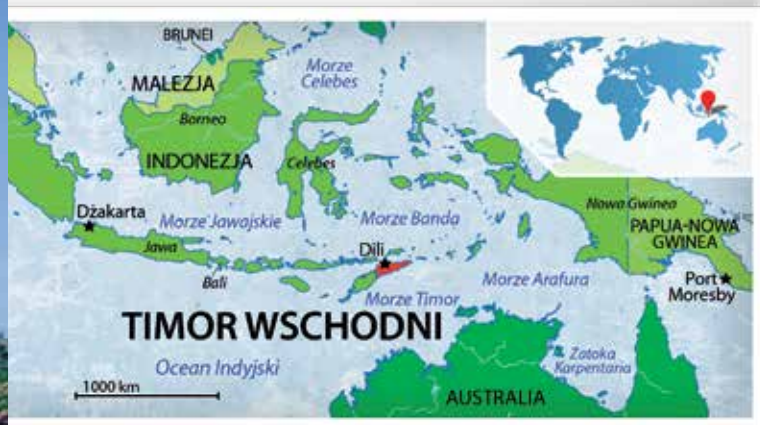 BRUNEI
MALEZJA
Morze
Celebes
Borneo
INDONEZJA
Celebes
Nowa Gwinea
PAPUA-NOWA
GWINEA
Dżakarta
Morze Jawajskie
Morze Banda
Jawa
Dili
Bali
Morze Timor
Morze Arafura
Port
Moresby
TIMOR WSCHODNI
Ocean Indyjski
Zatoka
Karpentaria
1000 km
AUSTRALIA